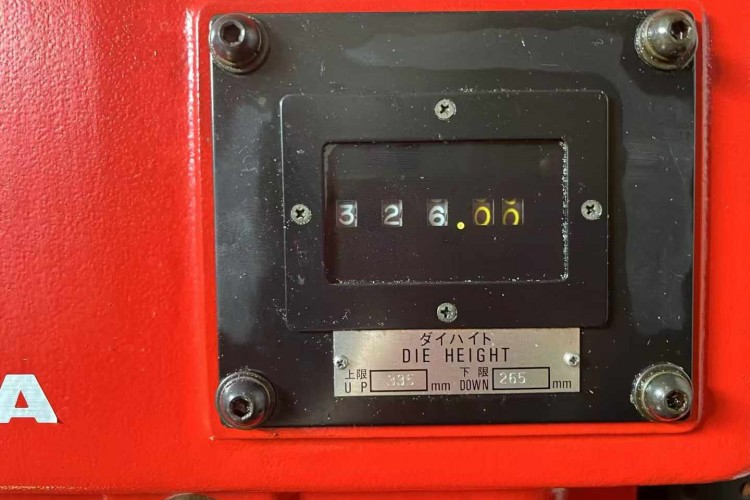 326.00
ダイハイト
DIE HEIGHT
上限 下限
UP 335 mm DOWN 265 mm
A